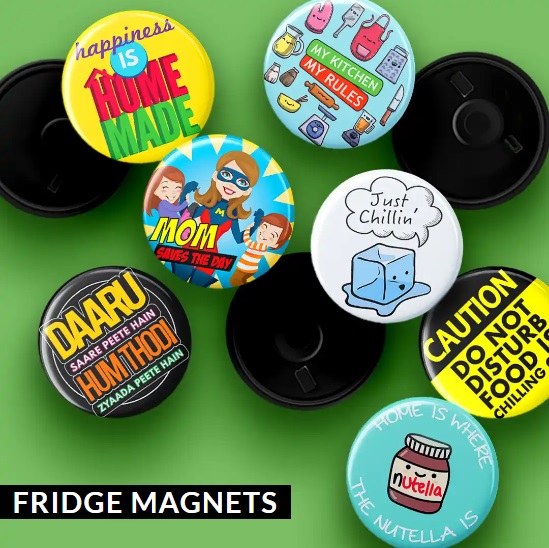 happiness
IS
HOME
MADE
MY KITCHEN
MY RULES
MOM
SAVES THE DAY
Just
Chillin'
DAARU
SAARE PEETE HAIN
HUM THODI
ZYAADA PEETE HAIN
CAUTION
DO NOT
DISTURB
FOOD IS
CHILLING
HOME IS WHERE
nutella
THE NUTELLA IS
FRIDGE MAGNETS